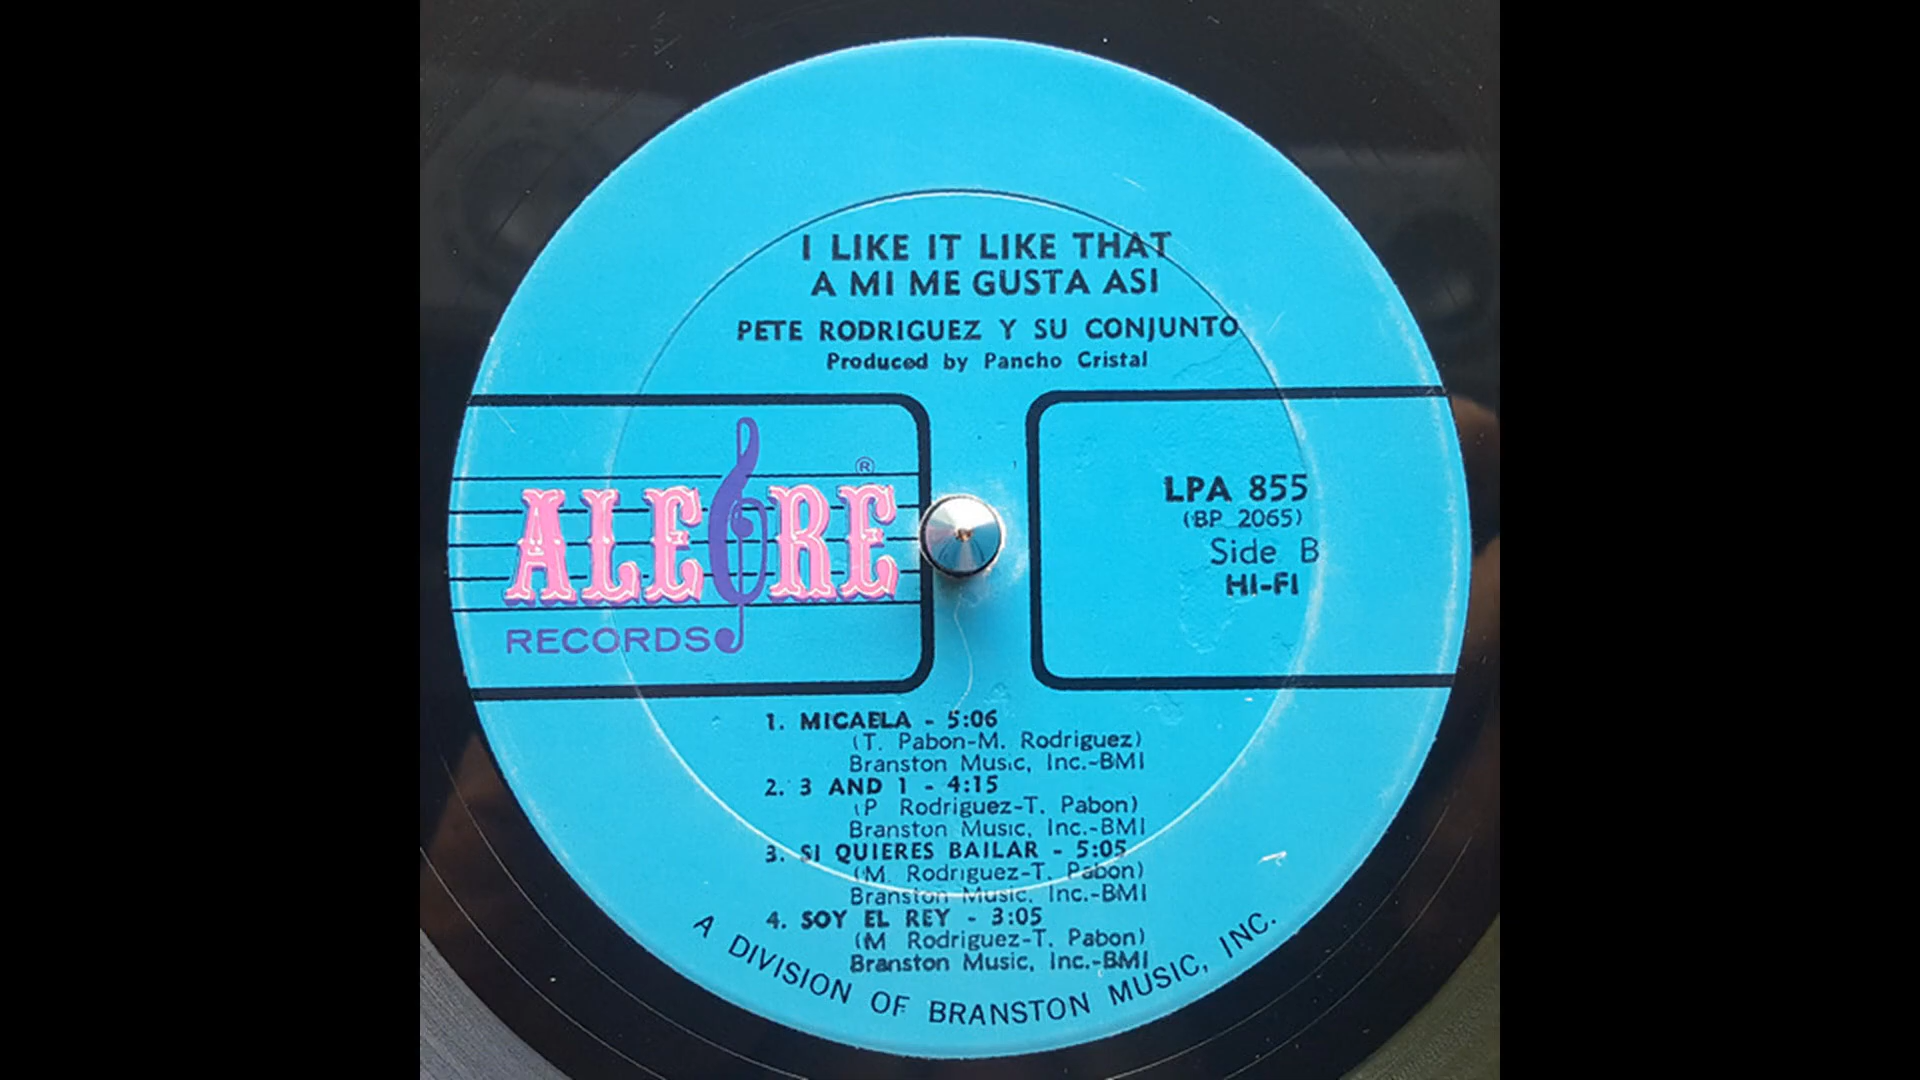 I LIKE IT LIKE THAT
A MI ME GUSTA ASI
PETE RODRIGUEZ Y SU CONJUNTO
Produced by Pancho Cristal
ALEGRE
®
RECORDS
LPA 855
(BP 2065)
Side B
HI-FI
1. MICAELA - 5:06
(T. Pabon-M. Rodriguez)
Branston Music, Inc.-BMI
2. 3 AND 1 - 4:15
(P Rodriguez-T. Pabon)
Branston Music, Inc.-BMI
3. SI QUIERES BAILAR - 5:05
(M. Rodriguez-T. Pabon)
Branston Music, Inc.-BMI
4. SOY EL REY - 3:05
(M Rodriguez-T. Pabon)
Branston Music, Inc.-BMI
A DIVISION OF BRANSTON MUSIC, INC.